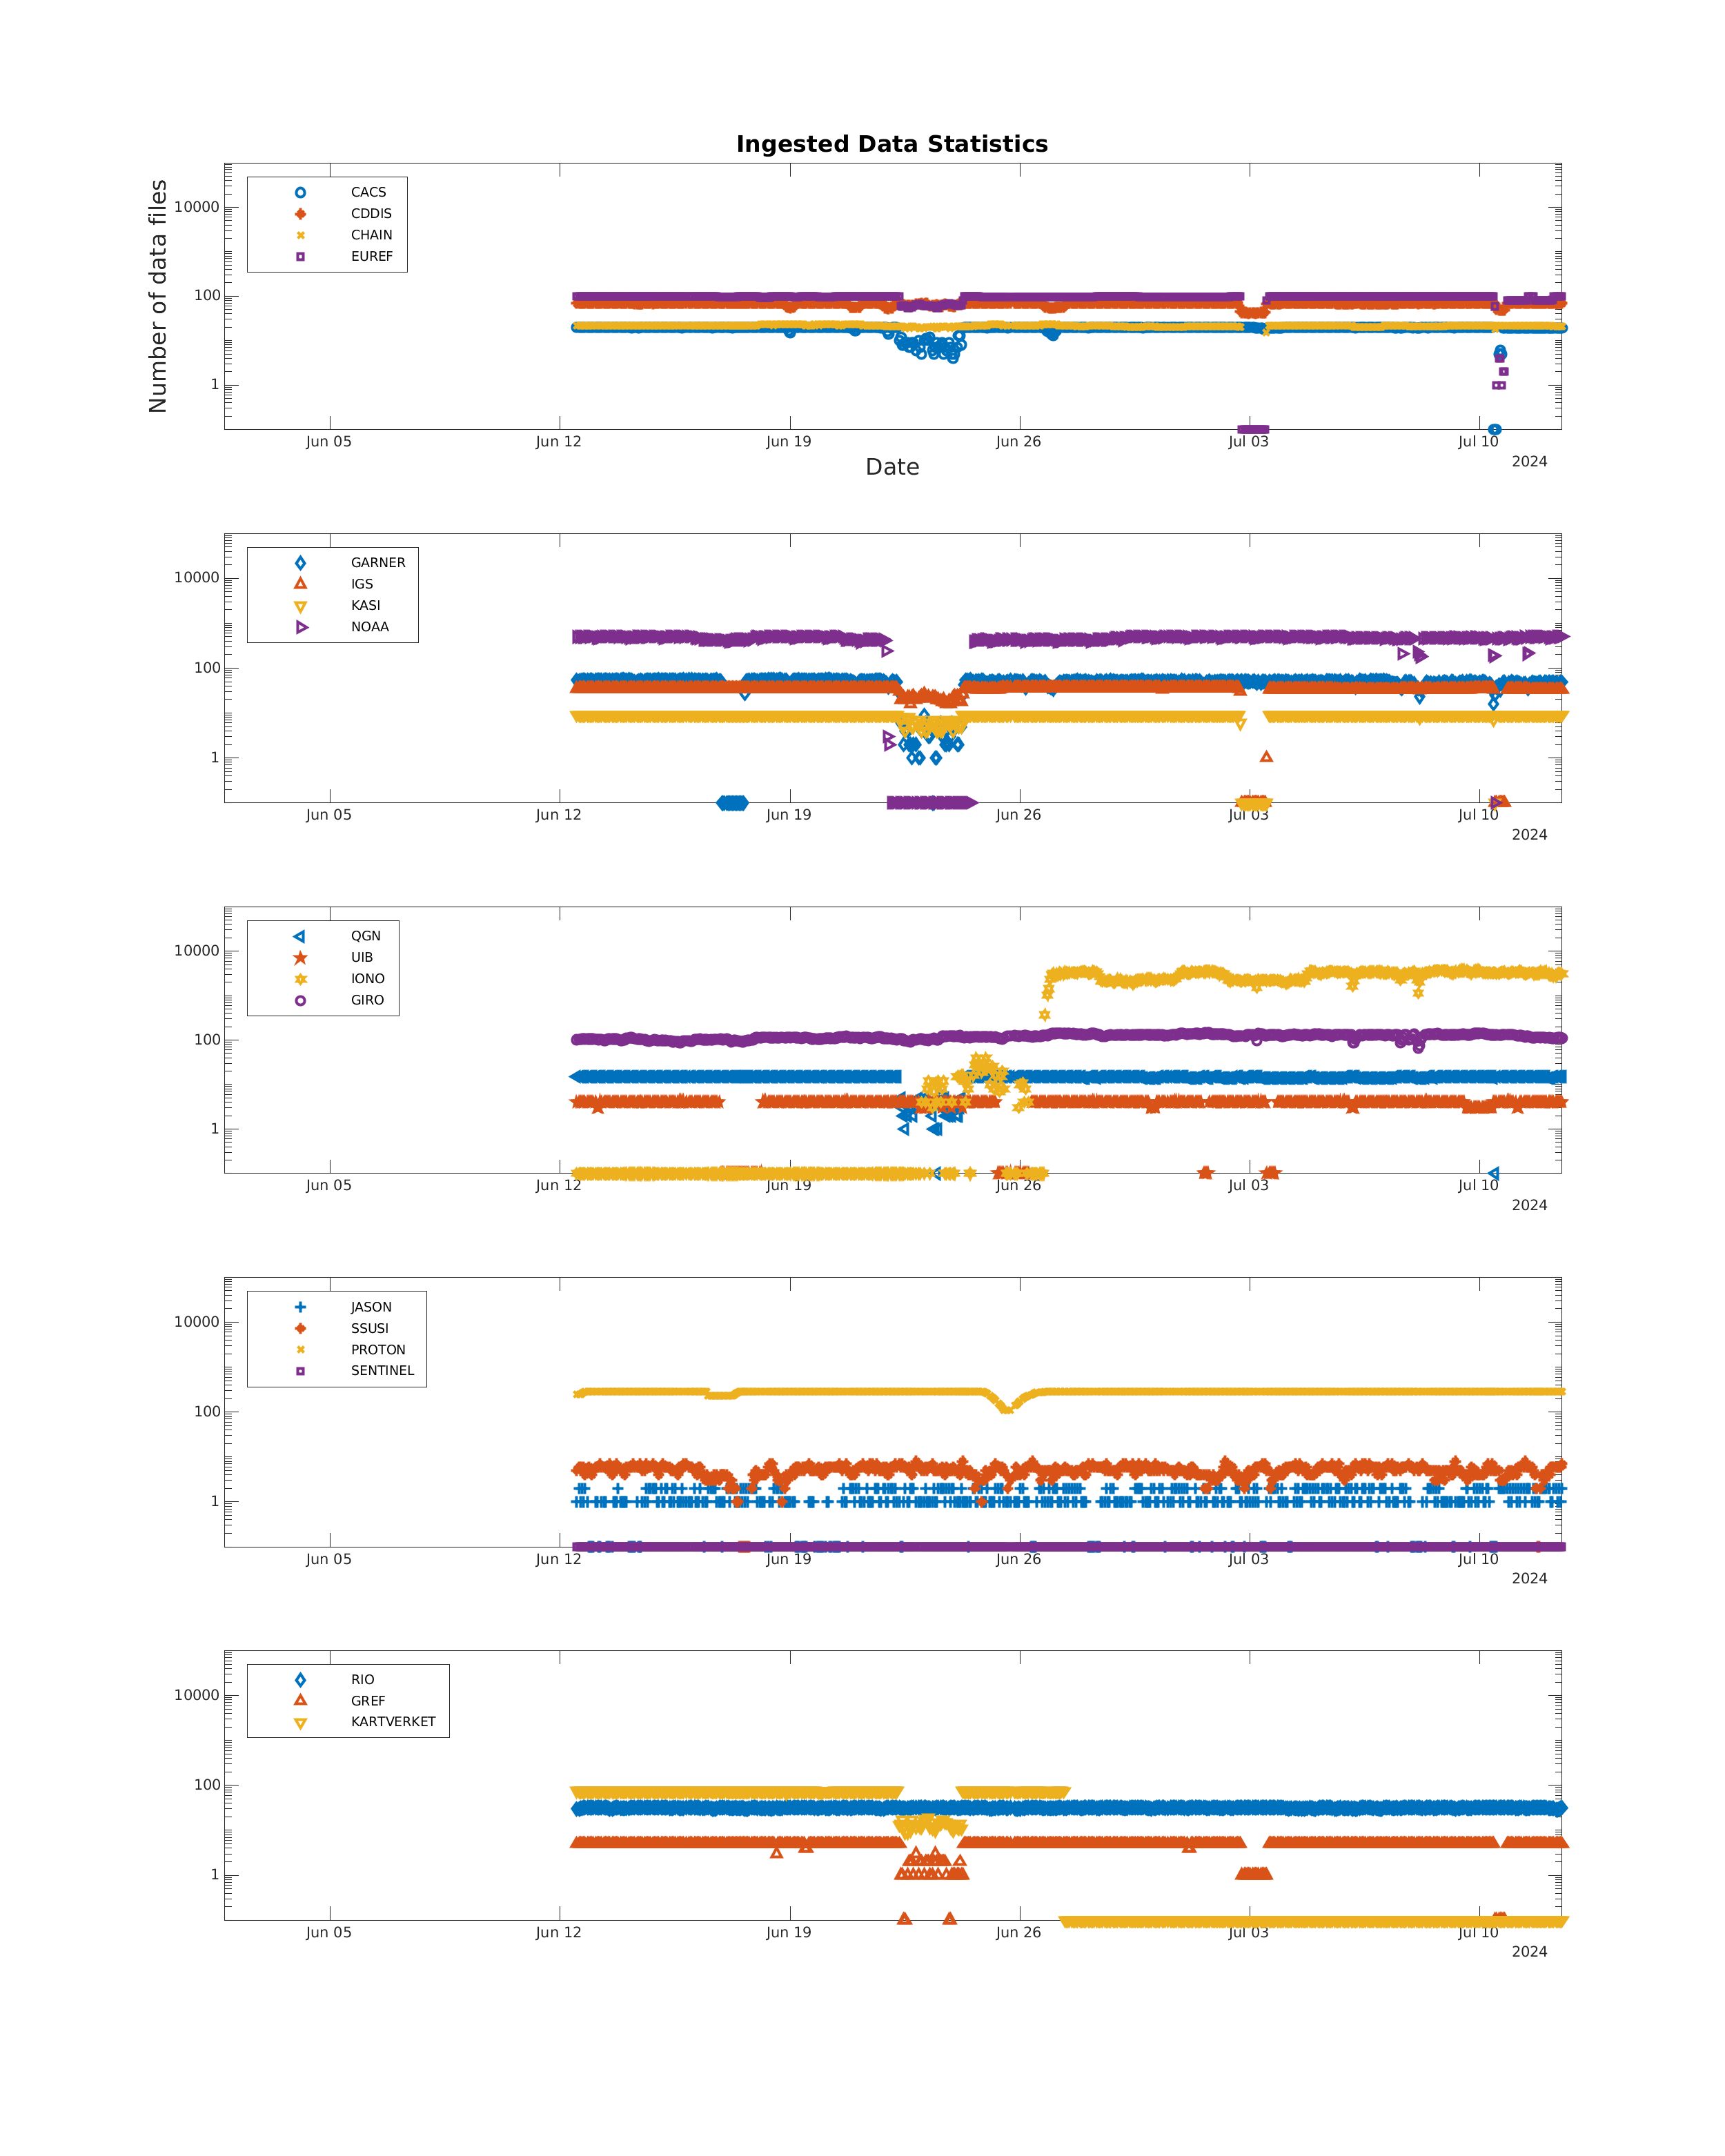 Ingested Data Statistics
Number of data files
10000
100
1
CACS
CDDIS
CHAIN
EUREF
Jun 05 Jun 12 Jun 19 Jun 26 Jul 03 Jul 10
2024
Date
10000
100
1
GARNER
IGS
KASI
NOAA
Jun 05 Jun 12 Jun 19 Jun 26 Jul 03 Jul 10
2024
10000
100
1
QGN
UIB
IONO
GIRO
Jun 05 Jun 12 Jun 19 Jun 26 Jul 03 Jul 10
2024
10000
100
1
JASON
SSUSI
PROTON
SENTINEL
Jun 05 Jun 12 Jun 19 Jun 26 Jul 03 Jul 10
2024
10000
100
1
RIO
GREF
KARTVERKET
Jun 05 Jun 12 Jun 19 Jun 26 Jul 03 Jul 10
2024